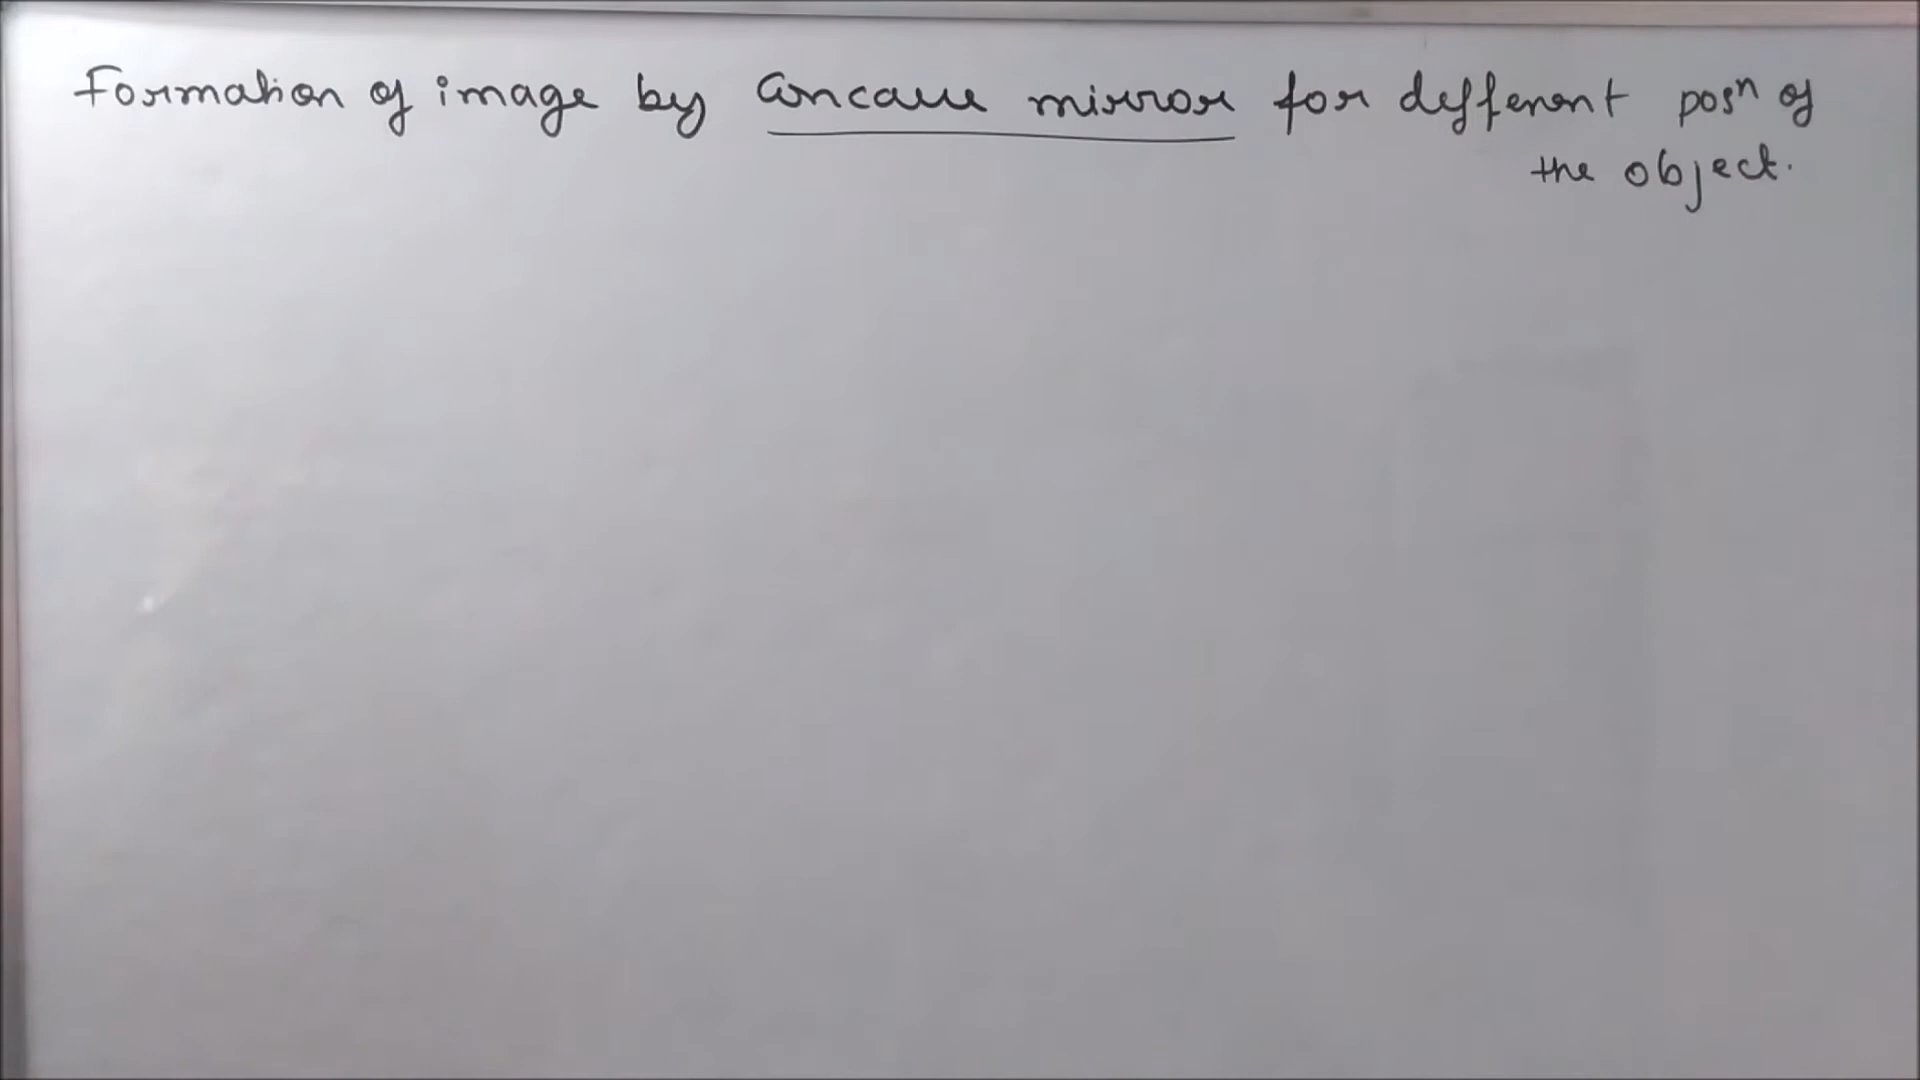 Formation of image by Concave mirror for different posn of
the object.